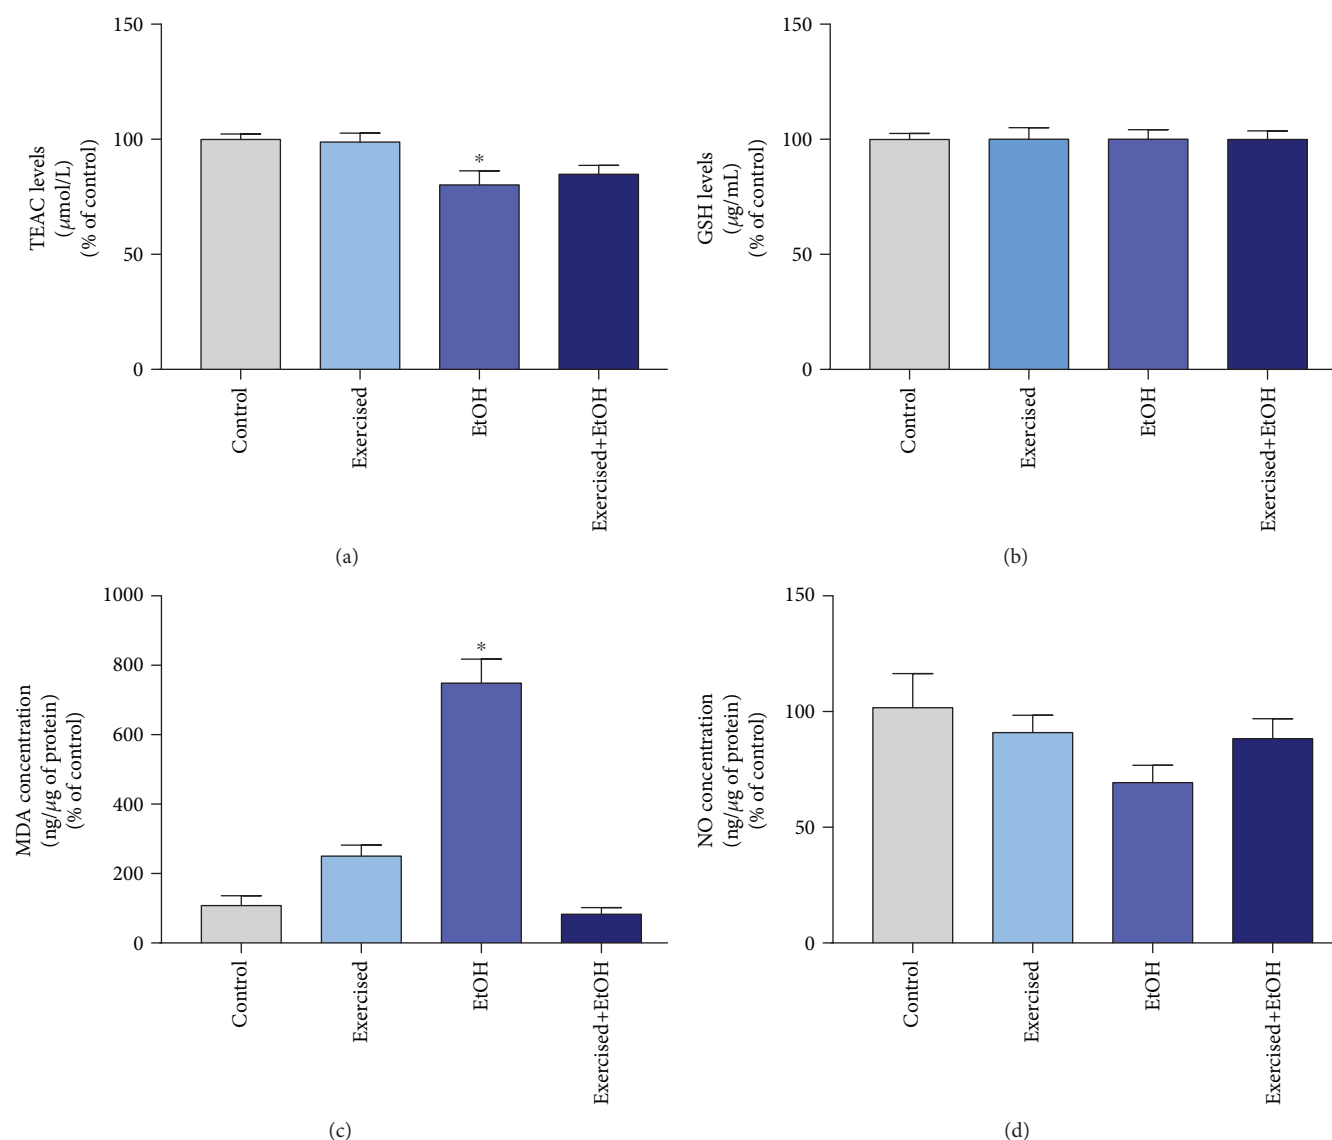 TEAC levels
(μmol/L)
(% of control)
150
100
50
0
*
Control
Exercised
EtOH
Exercised+EtOH
(a)
GSH levels
(μg/mL)
(% of control)
150
100
50
0
Control
Exercised
EtOH
Exercised+EtOH
(b)
MDA concentration
(ng/μg of protein)
(% of control)
1000
800
600
400
200
0
*
Control
Exercised
EtOH
Exercised+EtOH
(c)
NO concentration
(ng/μg of protein)
(% of control)
150
100
50
0
Control
Exercised
EtOH
Exercised+EtOH
(d)